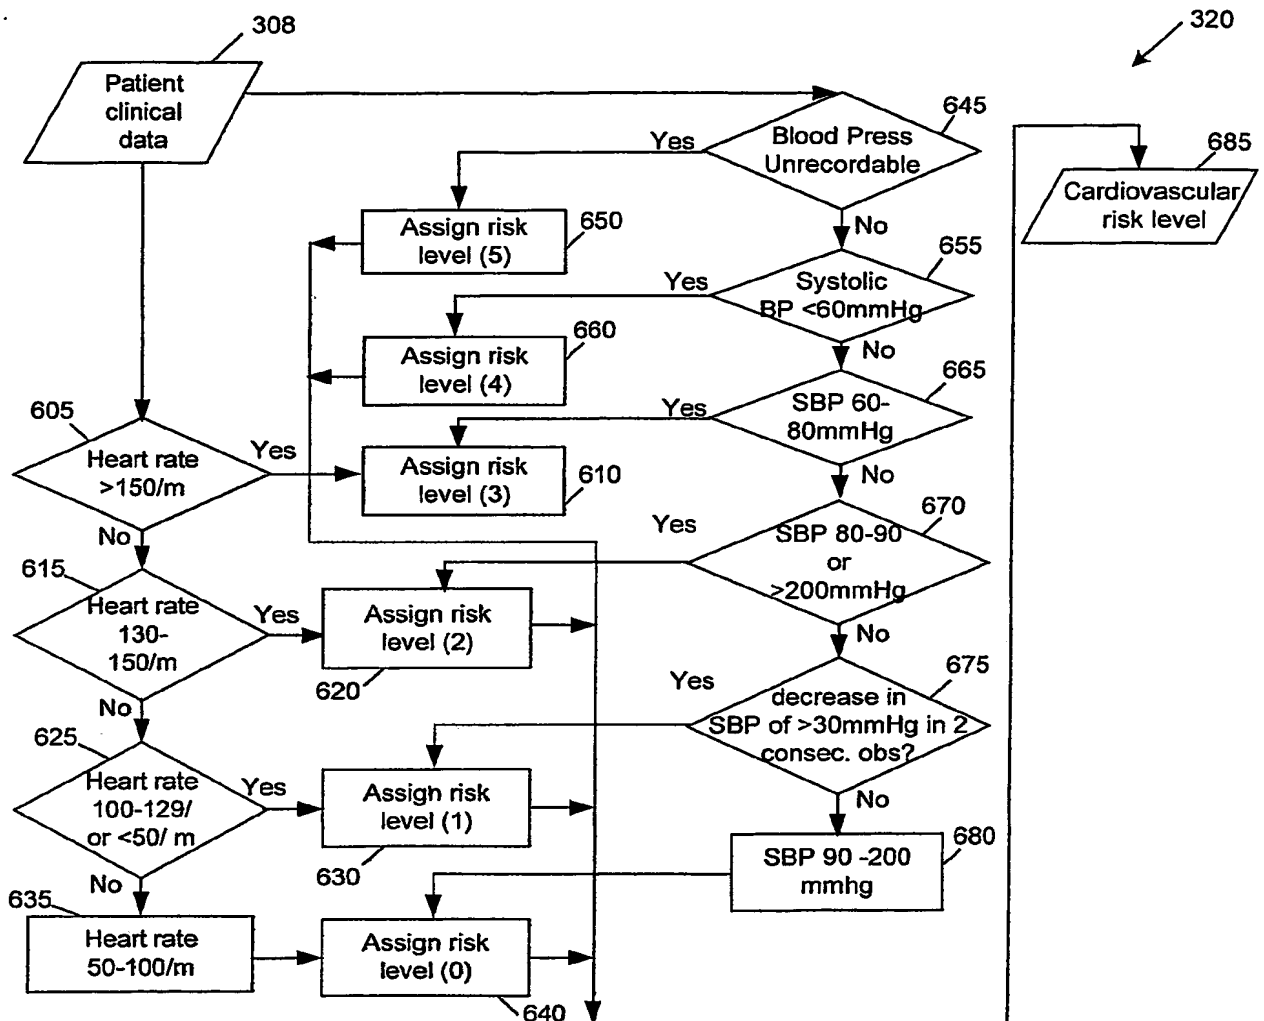 308
320
Patient
clinical
data
645
Yes
Blood Press
Unrecordable
685
Cardiovascular
risk level
Assign risk
level (5)
650
No
655
Yes
Systolic
BP <60mmHg
660
Assign risk
level (4)
No
665
605
Yes
SBP 60-
80mmHg
Yes
Heart rate
>150/m
Assign risk
level (3)
610
No
670
No
Yes
SBP 80-90
or
>200mmHg
615
Heart rate
130-
150/m
Yes
Assign risk
level (2)
620
No
675
Yes
decrease in
SBP of >30mmHg in 2
consec. obs?
No
625
Heart rate
100-129/
or <50/ m
Yes
Assign risk
level (1)
630
No
680
SBP 90 -200
mmhg
No
635
Heart rate
50-100/m
Assign risk
level (0)
640